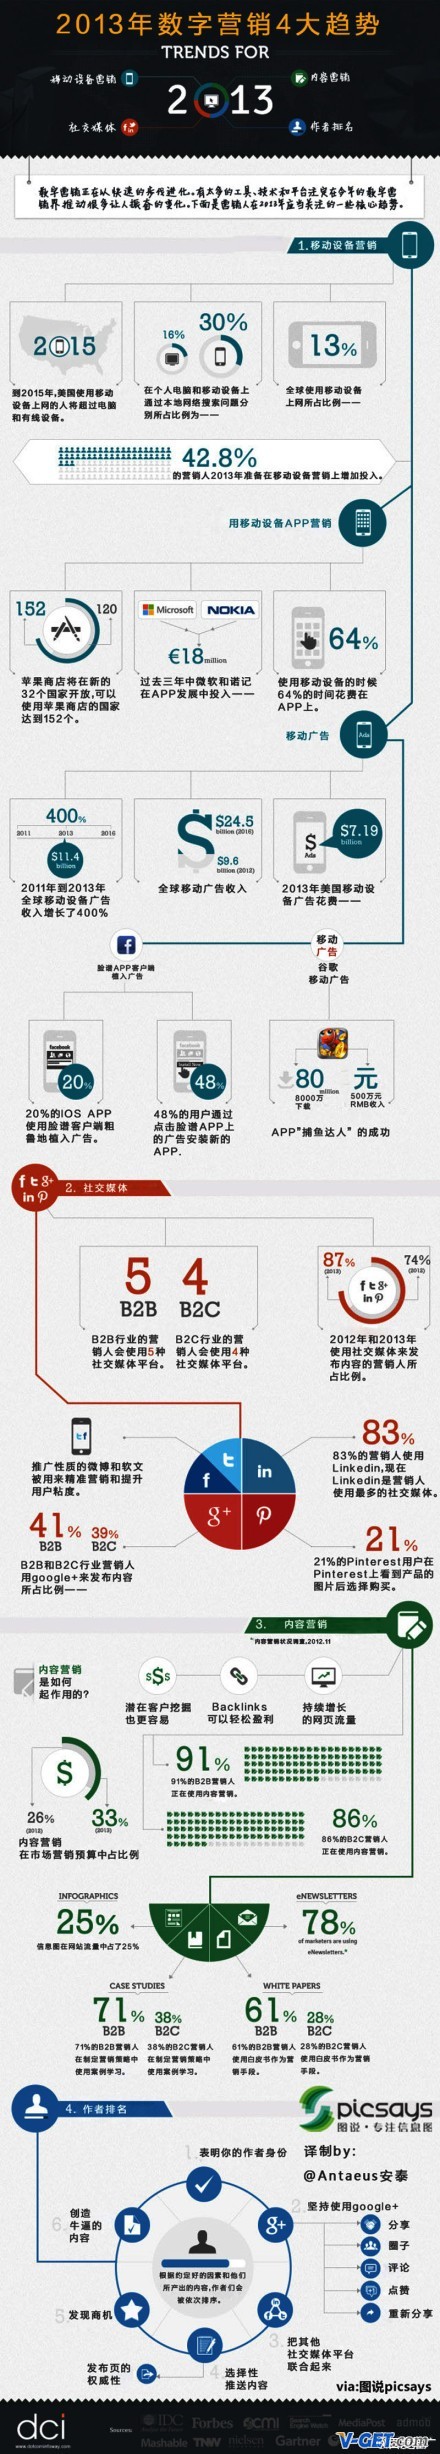 2013年数字营销4大趋势
TRENDS FOR
移动设备营销
内容营销
2013
社交媒体
作者排名
数字营销正在以快速的步伐进化。有太多的工具、技术和平台注定在今年的数字营
销界推动很多让人振奋的变化。下面是营销人在2013年应当关注的一些核心趋势。
1.移动设备营销
2015
到2015年,美国使用移动
设备上网的人将超过电脑
和有线设备。
16%
30%
在个人电脑和移动设备上
通过本地网络搜索问题分
别所占比例为——
13%
全球使用移动设备
上网所占比例——
42.8%
的营销人2013年准备在移动设备营销上增加投入。
用移动设备APP营销
152
120
苹果商店将在新的
32个国家开放,可以
使用苹果商店的国家
达到152个。
Microsoft
NOKIA
€18million
过去三年中微软和诺记
在APP发展中投入——
64%
使用移动设备的时候
64%的时间花费在
APP上。
移动广告
Ads
400%
2011
2013
2016
$11.4
billion
2011年到2013年
全球移动设备广告
收入增长了400%
$
$24.5
billion (2016)
$9.6
billion (2012)
全球移动广告收入
$
Ads
$7.19
billion
2013年美国移动设
备广告花费——
脸谱APP客户端
植入广告
移动
广告
谷歌
移动广告
facebook
20%
20%的IOS APP
使用脸谱客户端粗
鲁地植入广告。
facebook
48%
48%的用户通过
点击脸谱APP上
的广告安装新的
APP.
80million
8000万
下载
元
500万元
RMB收入
APP"捕鱼达人"的成功
2. 社交媒体
5
B2B
4
B2C
B2B行业的营
销人会使用5种
社交媒体平台。
B2C行业的营
销人会使用4种
社交媒体平台。
87%
(2013)
74%
(2012)
2012年和2013年
使用社交媒体来发
布内容的营销人所
占比例。
推广性质的微博和软文
被用来精准营销和提升
用户粘度。
83%
83%的营销人使用
Linkedin,现在
Linkedin是营销人
使用最多的社交媒体。
41%
B2B
39%
B2C
B2B和B2C行业营销人
用google+来发布内容
所占比例——
21%
21%的Pinterest用户在
Pinterest上看到产品的
图片后选择购买。
3. 内容营销
*内容营销状况调查,2012.11
内容营销
是如何
起作用的?
潜在客户挖掘
也更容易
Backlinks
可以轻松盈利
持续增长
的网页流量
91%
91%的B2B营销人
正在使用内容营销。
26%
(2012)
33%
(2013)
内容营销
在市场营销预算中占比例
86%
86%的B2C营销人
正在使用内容营销。
INFOGRAPHICS
25%
信息图在网站流量中占了25%
eNEWSLETTERS
78%
of marketers are using
eNewsletters.*
CASE STUDIES
71%
B2B
38%
B2C
71%的B2B营销人
在制定营销策略中
使用案例学习。
38%的B2C营销人
在制定营销策略中
使用案例学习。
WHITE PAPERS
61%
B2B
28%
B2C
61%的B2B营销人
使用白皮书作为营
销手段。
28%的B2C营销人
使用白皮书作为营销
手段。
4. 作者排名
picsays
图说·专注信息图
译制by:
@Antaeus安泰
1.
表明你的作者身份
2.
坚持使用google+
分享
圈子
评论
点赞
重新分享
6.
创造
牛逼的
内容
根据约定好的因素和他们
所产出的内容,作者们会
被依次排序。
5.
发现商机
3.
把其他
社交媒体平台
联合起来
发布页的
权威性
4.
选择性
推送内容
via:图说picsays
dci
Sources:
IDC
Forbes
cmi
MediaPost
admob
Mashable
TNW
nielsen
Gartner
V-GET.com